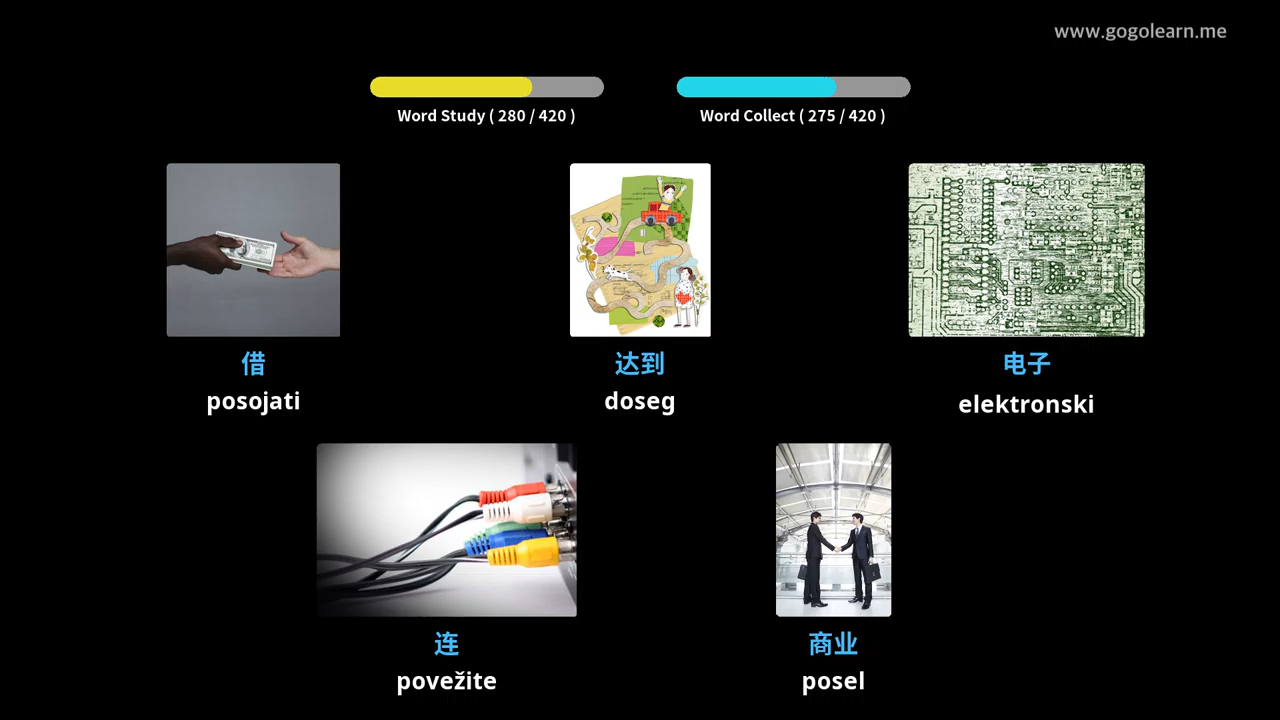 www.gogolearn.me
Word Study ( 280 / 420 )
Word Collect ( 275 / 420 )
借
posojati
达到
doseg
电子
elektronski
连
povežite
商业
posel